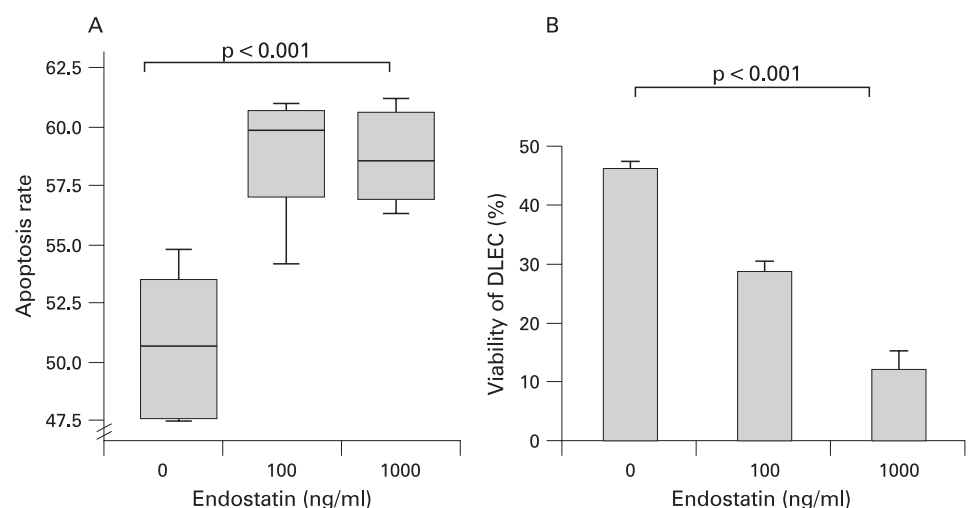 A
p < 0.001
62.5
60.0
57.5
55.0
52.5
50.0
47.5
Apoptosis rate
0 100 1000
Endostatin (ng/ml)
B
p < 0.001
50
40
30
20
10
0
Viability of DLEC (%)
0 100 1000
Endostatin (ng/ml)